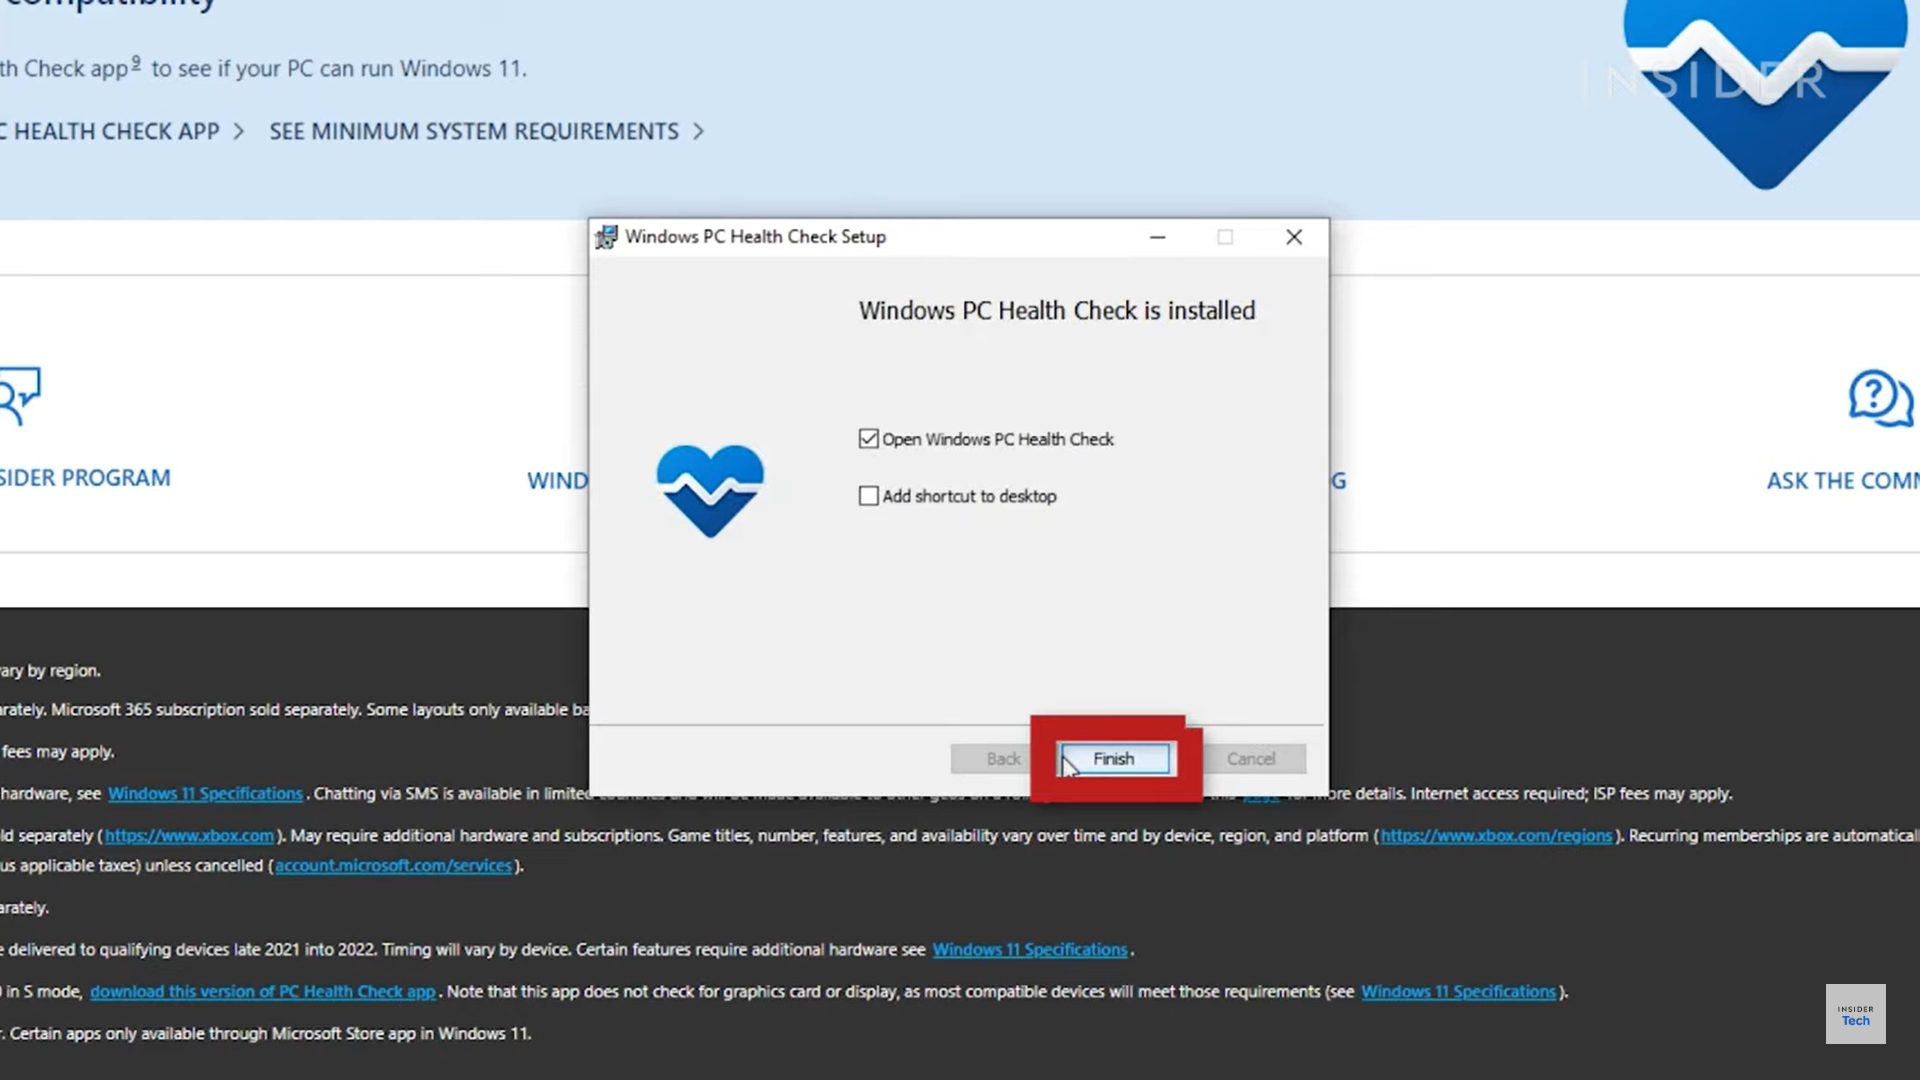 compatibility
th Check app9 to see if your PC can run Windows 11.
INSIDER
C HEALTH CHECK APP > SEE MINIMUM SYSTEM REQUIREMENTS >
Windows PC Health Check Setup
Windows PC Health Check is installed
Open Windows PC Health Check
Add shortcut to desktop
SIDER PROGRAM
WIND
G
ASK THE COMM
Back
Finish
Cancel
vary by region.
arately. Microsoft 365 subscription sold separately. Some layouts only available ba
fees may apply.
hardware, see Windows 11 Specifications. Chatting via SMS is available in limited more details. Internet access required; ISP fees may apply.
ld separately (https://www.xbox.com). May require additional hardware and subscriptions. Game titles, number, features, and availability vary over time and by device, region, and platform (https://www.xbox.com/regions). Recurring memberships are automaticall
us applicable taxes) unless cancelled (account.microsoft.com/services).
arately.
e delivered to qualifying devices late 2021 into 2022. Timing will vary by device. Certain features require additional hardware see Windows 11 Specifications.
in S mode, download this version of PC Health Check app. Note that this app does not check for graphics card or display, as most compatible devices will meet those requirements (see Windows 11 Specifications).
r. Certain apps only available through Microsoft Store app in Windows 11.
INSIDER
Tech